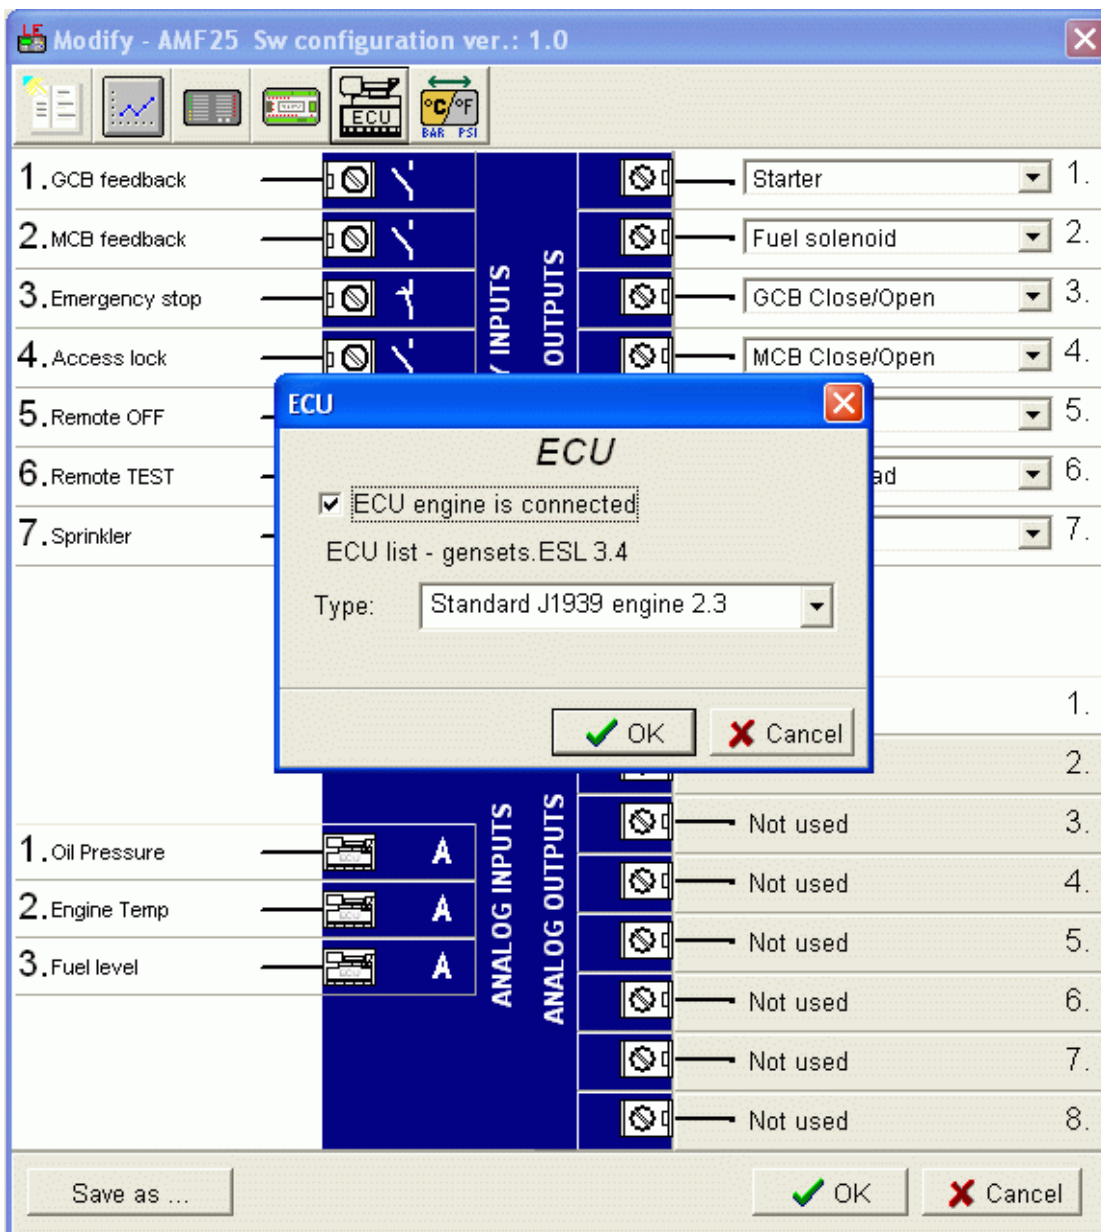 Modify - AMF25 Sw configuration ver.: 1.0
ECU
°C/°F
BAR PSI
1. GCB feedback
Starter 1.
2. MCB feedback
Fuel solenoid 2.
3. Emergency stop
GCB Close/Open 3.
4. Access lock
MCB Close/Open 4.
5. Remote OFF
5.
6. Remote TEST
ad 6.
7. Sprinkler
7.
INPUTS
OUTPUTS
ECU
ECU
ECU engine is connected
ECU list - gensets.ESL 3.4
Type: Standard J1939 engine 2.3
OK Cancel
1.
2.
Not used 3.
1. Oil Pressure A
Not used 4.
2. Engine Temp A
Not used 5.
3. Fuel level A
Not used 6.
ANALOG INPUTS
ANALOG OUTPUTS
Not used 7.
Not used 8.
Save as ... OK Cancel